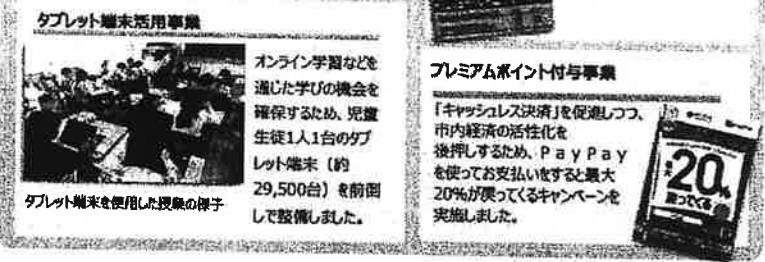 タブレット端末活用事業
オンライン学習などを
通じた学びの機会を
確保するため、児童
生徒1人1台のタブ
レット端末（約
29,500台）を前倒
しで整備しました。
タブレット端末を使用した授業の様子
プレミアムポイント付与事業
「キャッシュレス決済」を促進しつつ、
市内経済の活性化を
後押しするため、ＰａｙＰａｙ
を使ってお支払いをすると最大
20%が戻ってくるキャンペーンを
実施しました。
最大
20%
戻ってくる